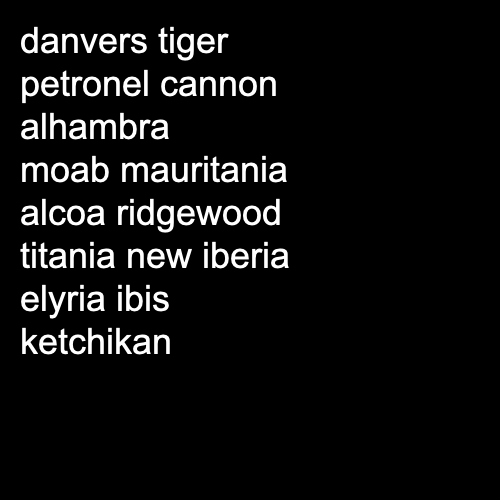 danvers tiger
petronel cannon
alhambra
moab mauritania
alcoa ridgewood
titania new iberia
elyria ibis
ketchikan